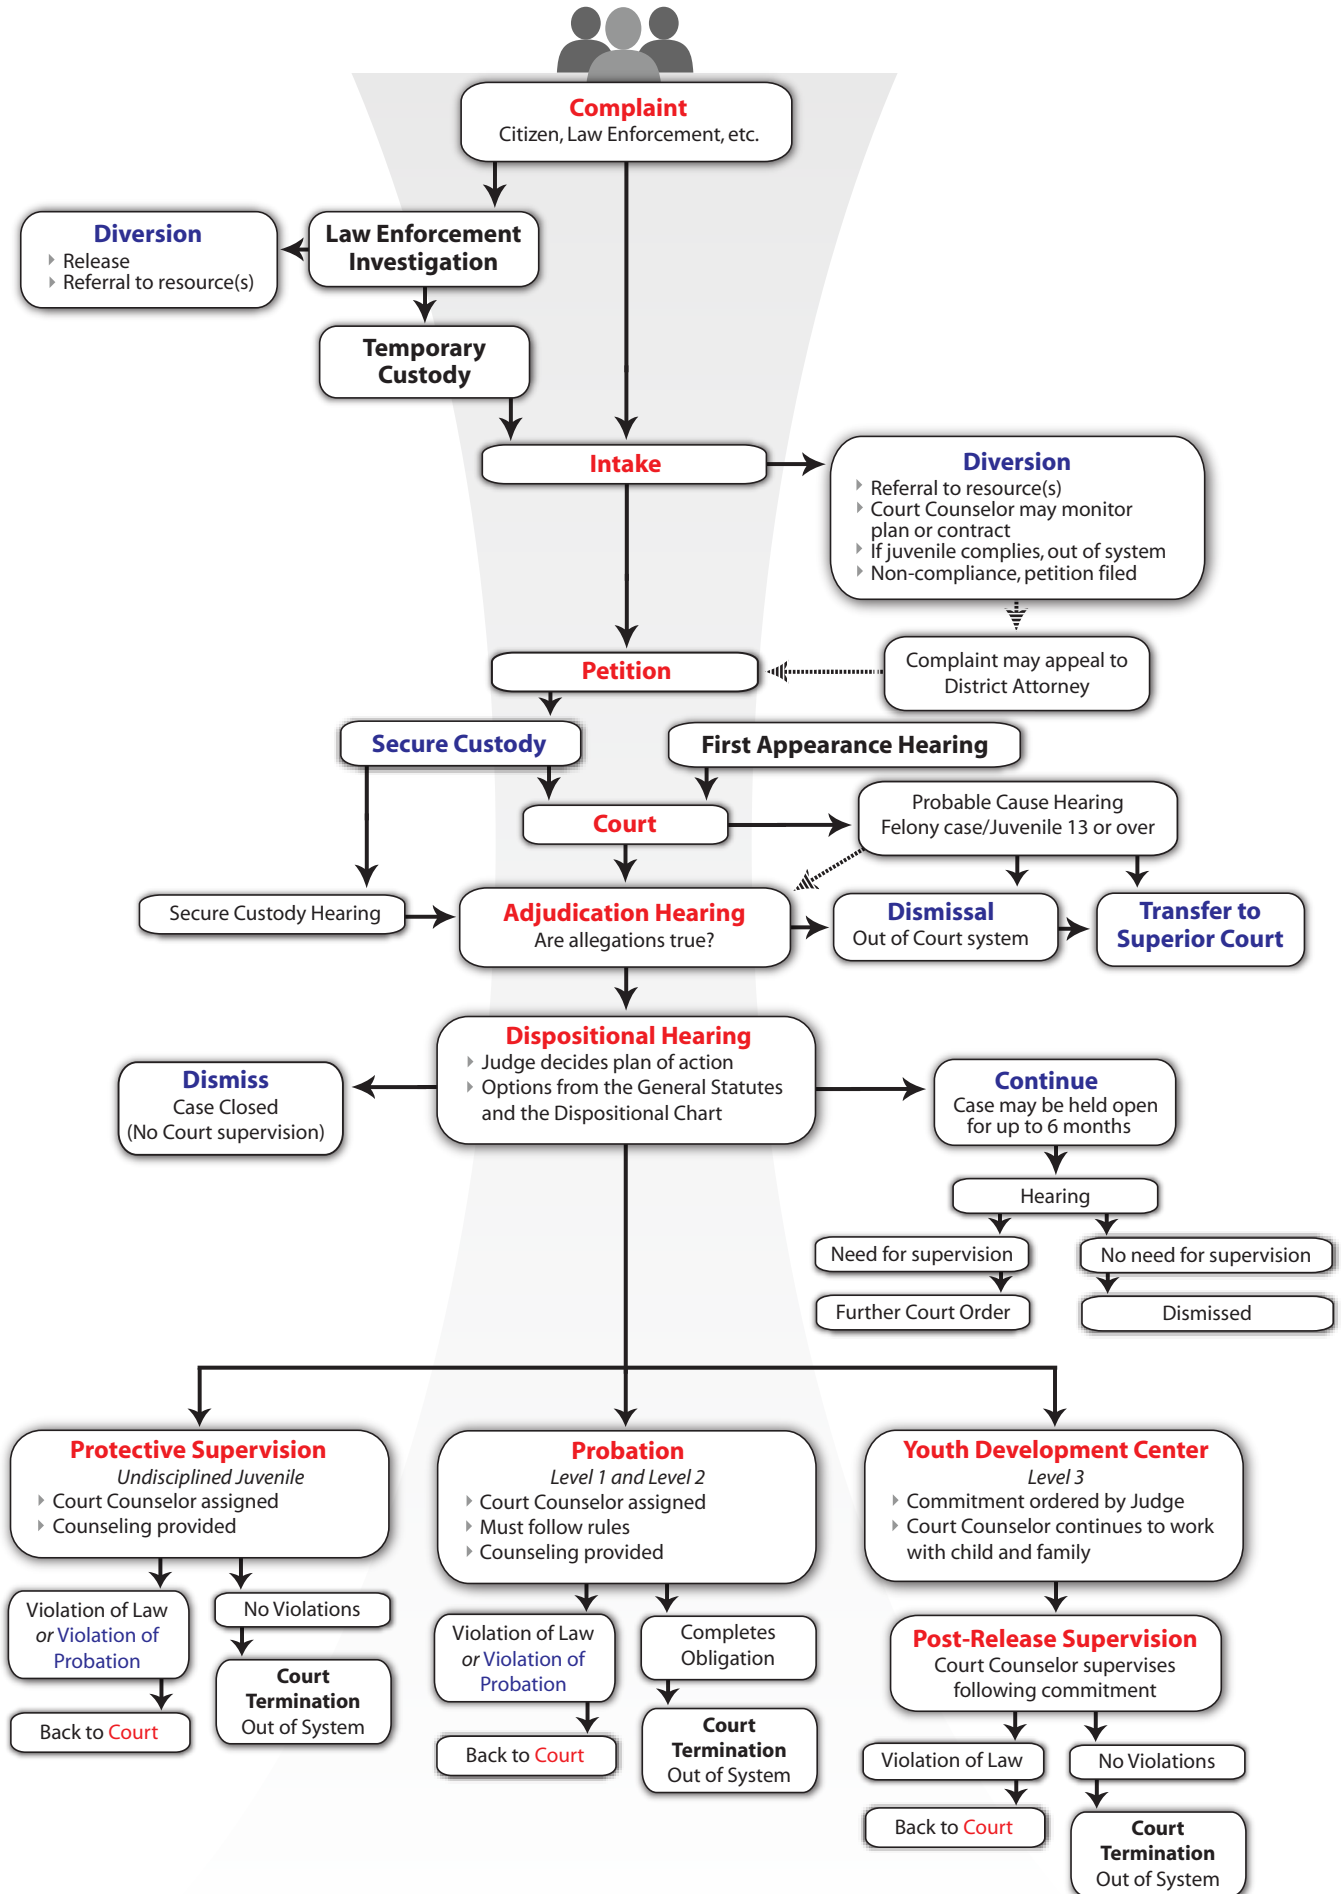 Complaint
Citizen, Law Enforcement, etc.
Diversion
Release
Referral to resource(s)
Law Enforcement
Investigation
Temporary
Custody
Intake
Diversion
Referral to resource(s)
Court Counselor may monitor
plan or contract
If juvenile complies, out of system
Non-compliance, petition filed
Petition
Complaint may appeal to
District Attorney
Secure Custody
First Appearance Hearing
Court
Probable Cause Hearing
Felony case/Juvenile 13 or over
Secure Custody Hearing
Adjudication Hearing
Are allegations true?
Dismissal
Out of Court system
Transfer to
Superior Court
Dispositional Hearing
Judge decides plan of action
Options from the General Statutes
and the Dispositional Chart
Dismiss
Case Closed
(No Court supervision)
Continue
Case may be held open
for up to 6 months
Hearing
Need for supervision
No need for supervision
Further Court Order
Dismissed
Protective Supervision
Undisciplined Juvenile
Court Counselor assigned
Counseling provided
Violation of Law
or Violation of
Probation
Back to Court
No Violations
Court
Termination
Out of System
Probation
Level 1 and Level 2
Court Counselor assigned
Must follow rules
Counseling provided
Violation of Law
or Violation of
Probation
Back to Court
Completes
Obligation
Court
Termination
Out of System
Youth Development Center
Level 3
Commitment ordered by Judge
Court Counselor continues to work
with child and family
Post-Release Supervision
Court Counselor supervises
following commitment
Violation of Law
Back to Court
No Violations
Court
Termination
Out of System